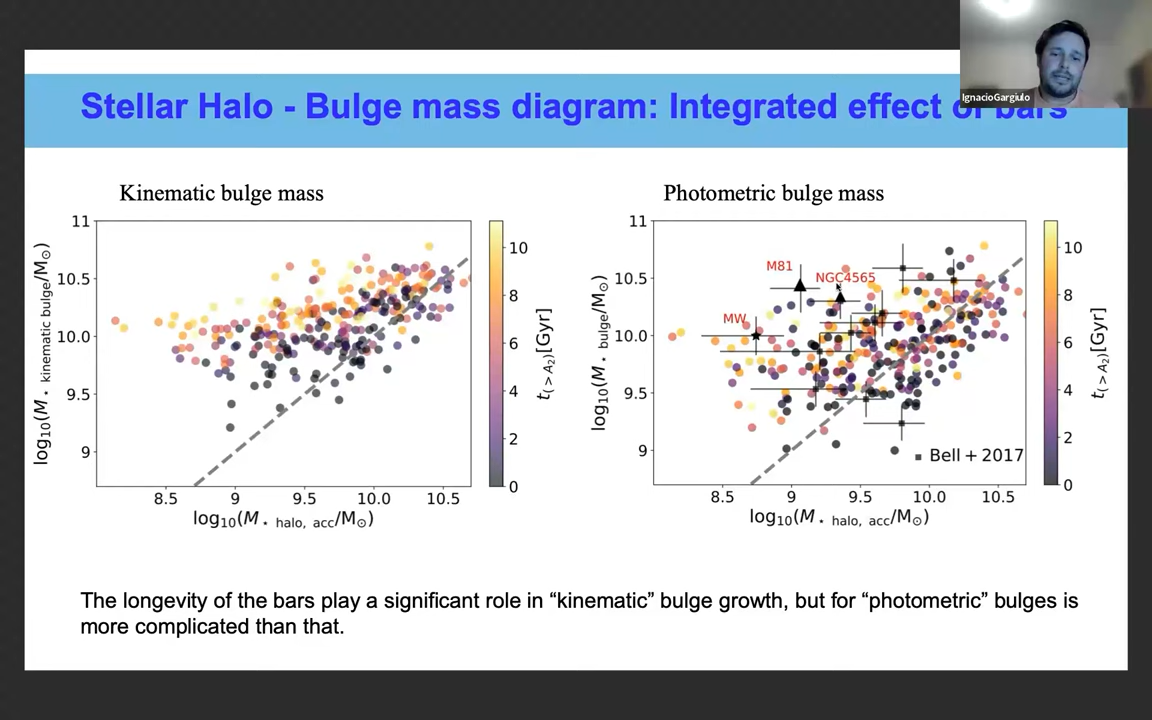 IgnacioGargiulo
Stellar Halo - Bulge mass diagram: Integrated effect of bars
Kinematic bulge mass
11
10.5
10.0
9.5
9
8.5 9 9.5 10.0 10.5
log₁₀(M⋆ kinematic bulge/M☉)
log₁₀(M⋆ halo, acc/M☉)
10
8
6
4
2
0
t(>A₂)[Gyr]
Photometric bulge mass
11
10.5
10.0
9.5
9
8.5 9 9.5 10.0 10.5
log₁₀(M⋆ bulge/M☉)
log₁₀(M⋆ halo, acc/M☉)
M81
NGC4565
MW
Bell + 2017
10
8
6
4
2
0
t(>A₂)[Gyr]
The longevity of the bars play a significant role in “kinematic” bulge growth, but for “photometric” bulges is
more complicated than that.